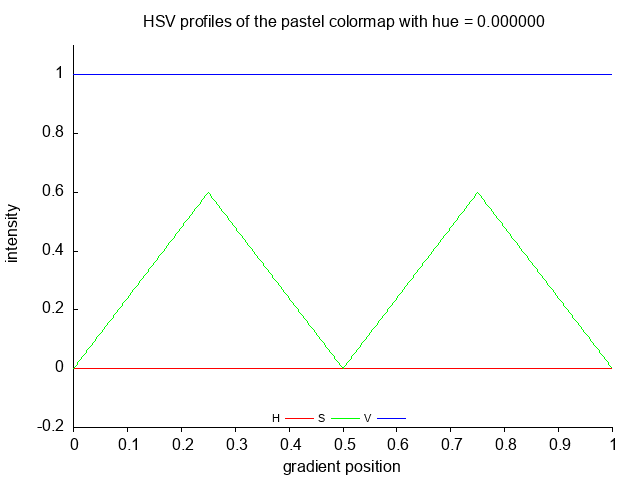 HSV profiles of the pastel colormap with hue = 0.000000
1
0.8
0.6
0.4
0.2
0
-0.2
intensity
H S V
0 0.1 0.2 0.3 0.4 0.5 0.6 0.7 0.8 0.9 1
gradient position